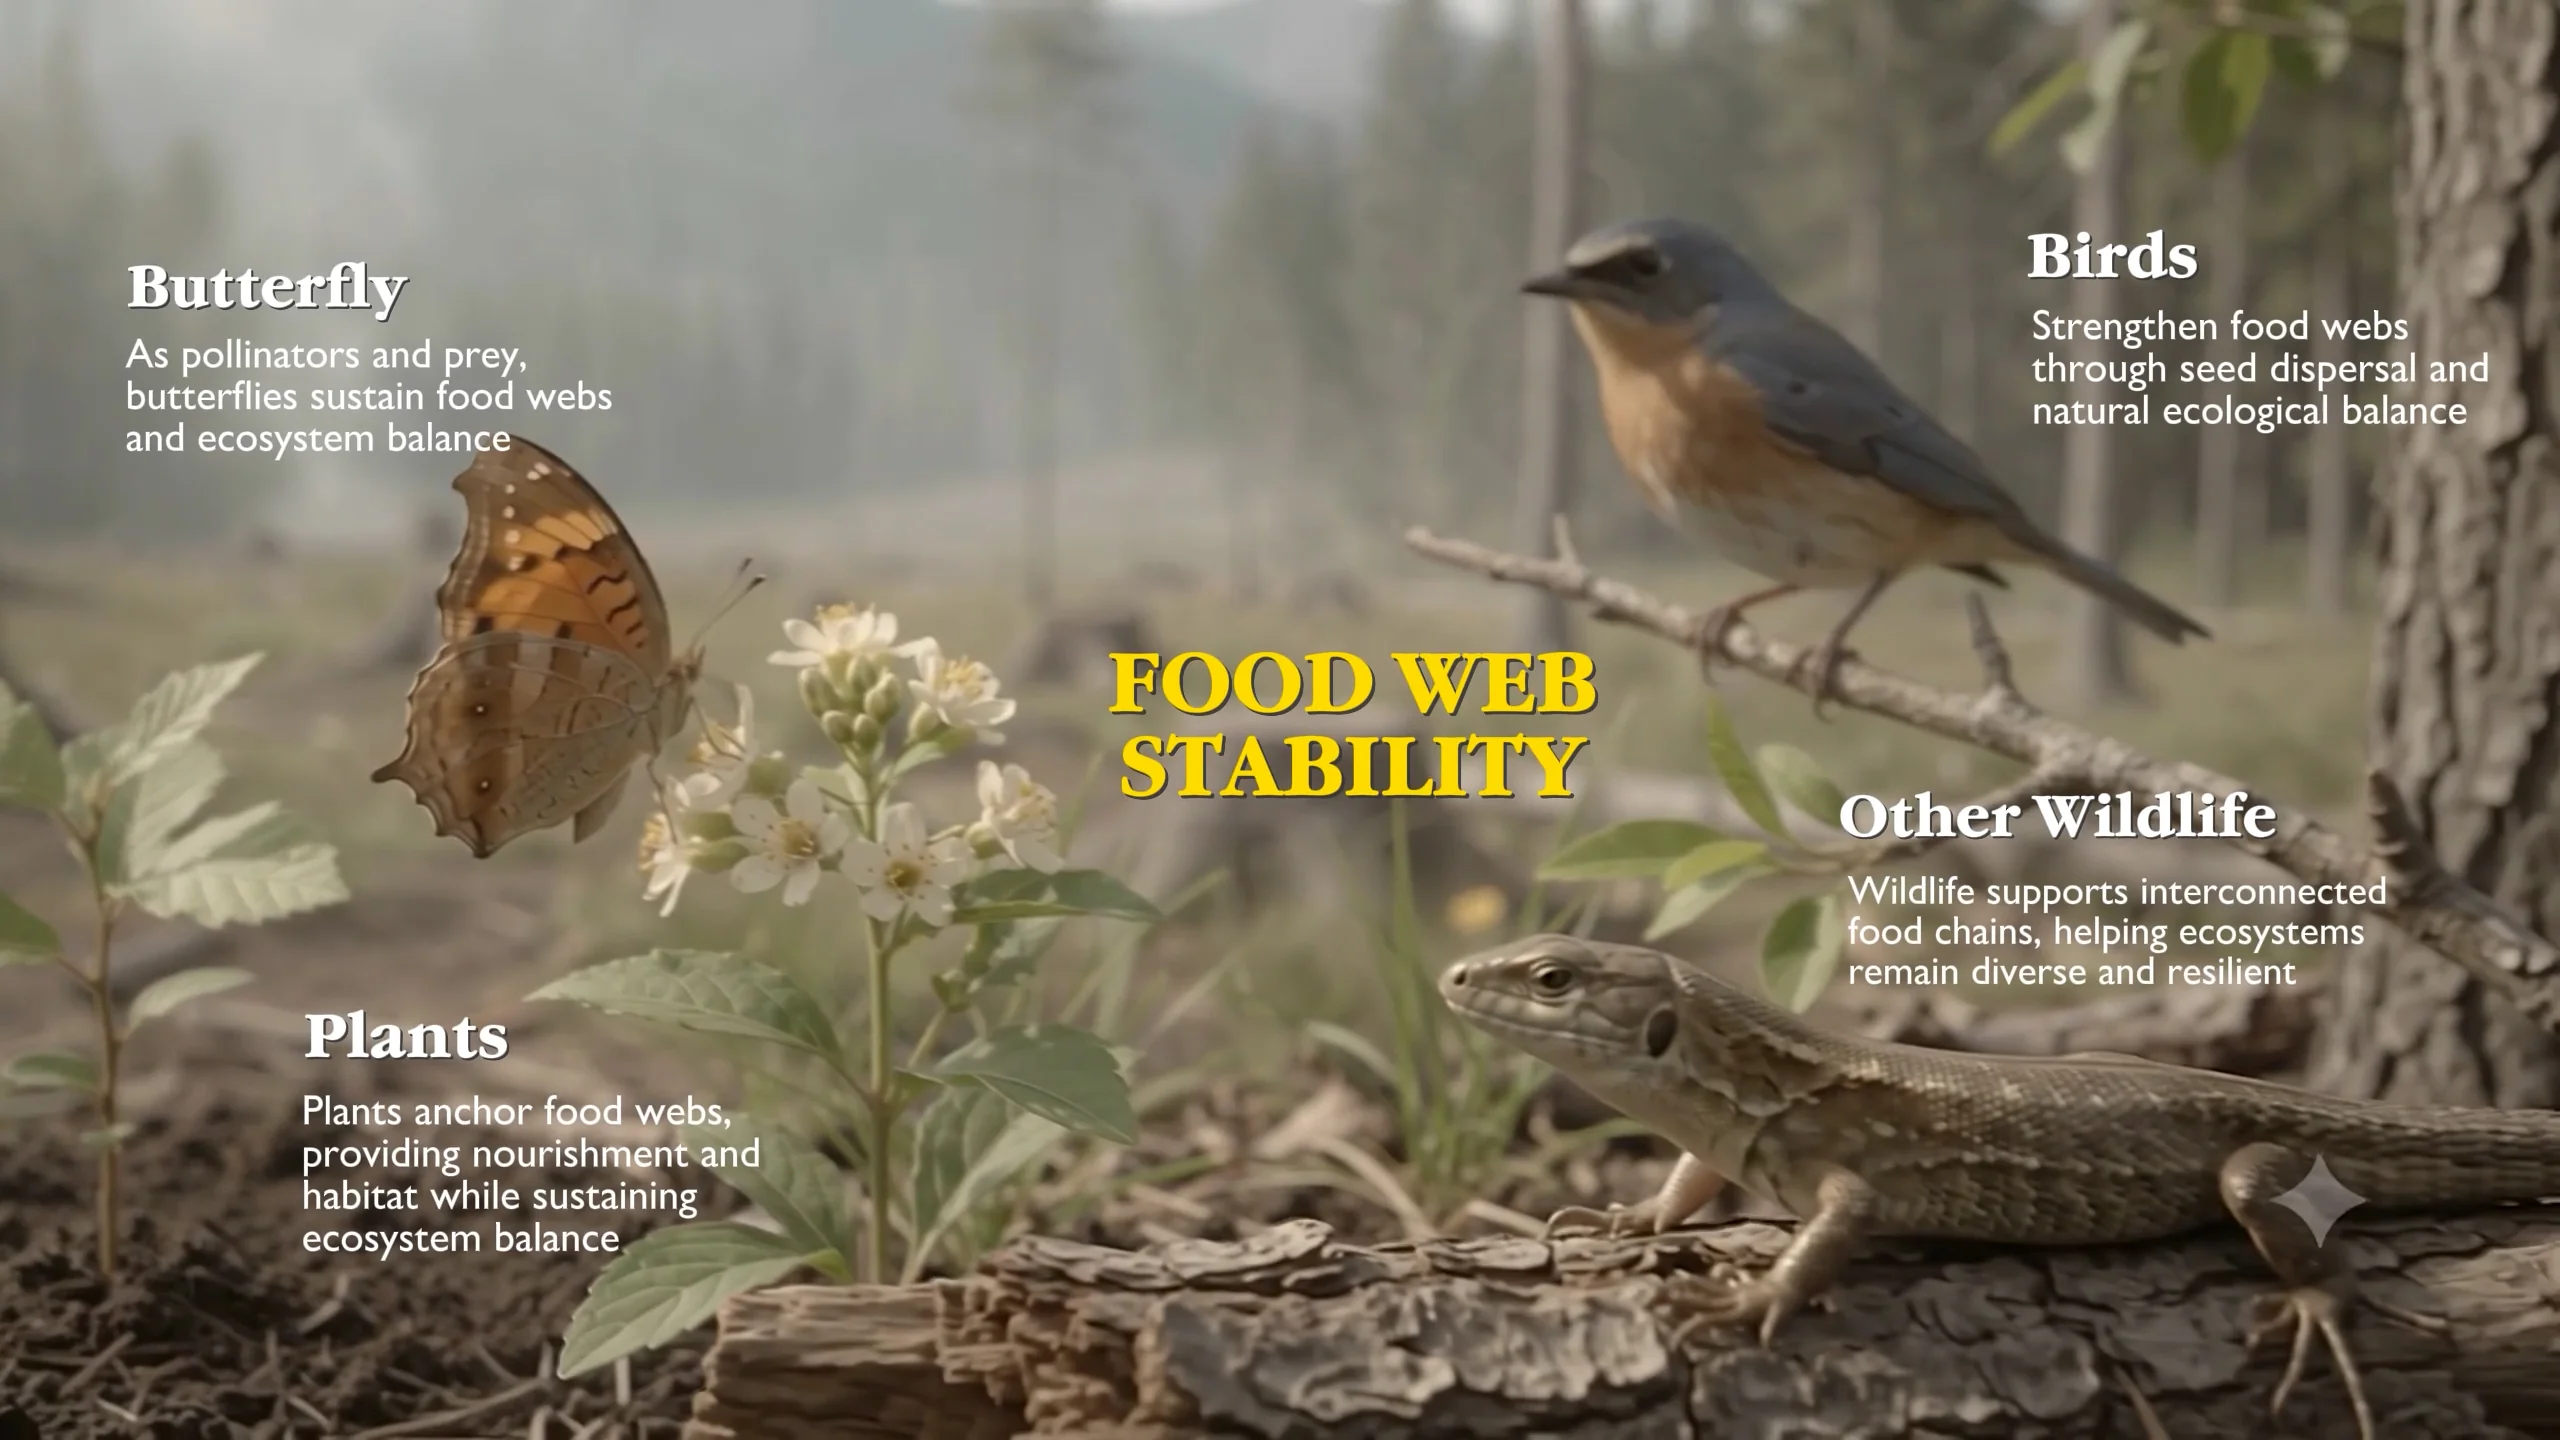 Butterfly
As pollinators and prey,
butterflies sustain food webs
and ecosystem balance
Birds
Strengthen food webs
through seed dispersal and
natural ecological balance
FOOD WEB
STABILITY
Other Wildlife
Wildlife supports interconnected
food chains, helping ecosystems
remain diverse and resilient
Plants
Plants anchor food webs,
providing nourishment and
habitat while sustaining
ecosystem balance